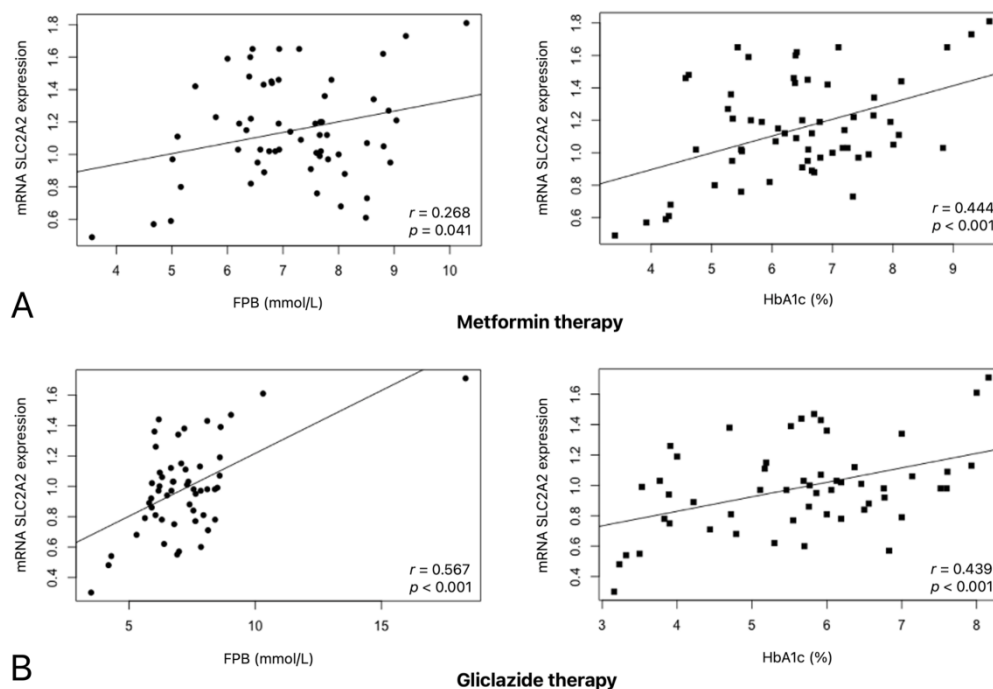 mRNA SLC2A2 expression
1.8
1.6
1.4
1.2
1.0
0.8
0.6
r = 0.268
p = 0.041
4 5 6 7 8 9 10
FPB (mmol/L)
mRNA SLC2A2 expression
1.8
1.6
1.4
1.2
1.0
0.8
0.6
r = 0.444
p < 0.001
4 5 6 7 8 9
HbA1c (%)
A
Metformin therapy
mRNA SLC2A2 expression
1.6
1.4
1.2
1.0
0.8
0.6
0.4
r = 0.567
p < 0.001
5 10 15
FPB (mmol/L)
mRNA SLC2A2 expression
1.6
1.4
1.2
1.0
0.8
0.6
0.4
r = 0.439
p < 0.001
3 4 5 6 7 8
HbA1c (%)
B
Gliclazide therapy